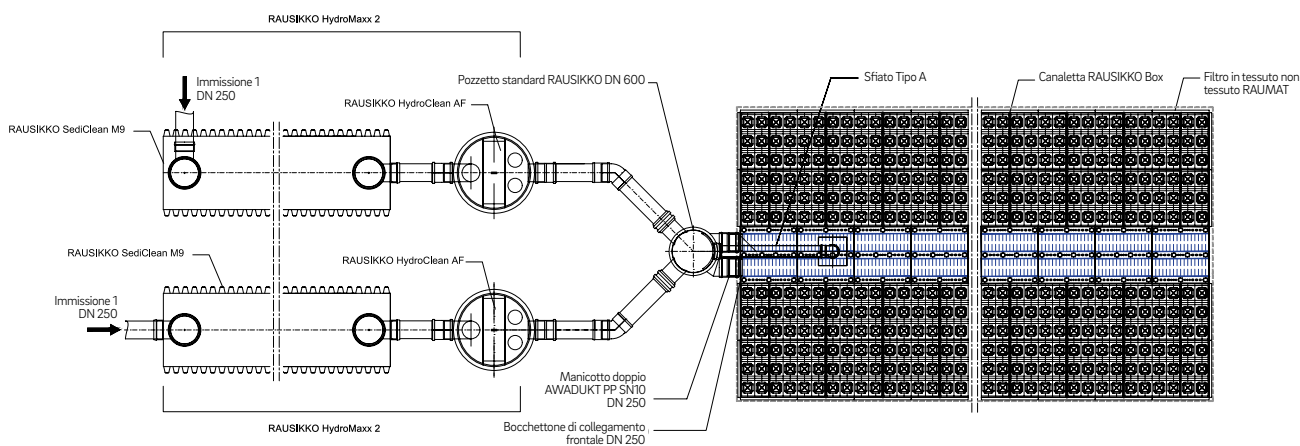 RAUSIKKO HydroMaxx 2
Immissione 1
DN 250
Pozzetto standard RAUSIKKO DN 600
Sfiato Tipo A
Canaletta RAUSIKKO Box
Filtro in tessuto non
tessuto RAUMAT
RAUSIKKO HydroClean AF
RAUSIKKO SediClean M9
RAUSIKKO SediClean M9
RAUSIKKO HydroClean AF
Immissione 1
DN 250
Manicotto doppio
AWADUKT PP SN10
DN 250
Bocchettone di collegamento
frontale DN 250
RAUSIKKO HydroMaxx 2